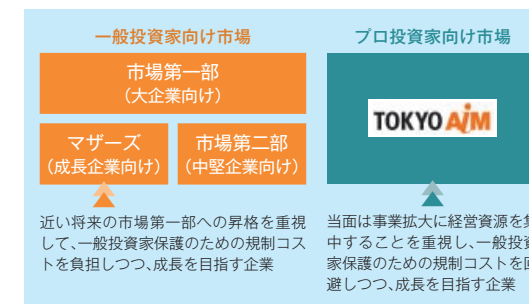 一般投資家向け市場
市場第一部
（大企業向け）
マザーズ
（成長企業向け）
市場第二部
（中堅企業向け）
近い将来の市場第一部への昇格を重視
して、一般投資家保護のための規制コス
トを負担しつつ、成長を目指す企業
プロ投資家向け市場
TOKYO AIM
当面は事業拡大に経営資源を集
中することを重視し、一般投資
家保護のための規制コストを回
避しつつ、成長を目指す企業